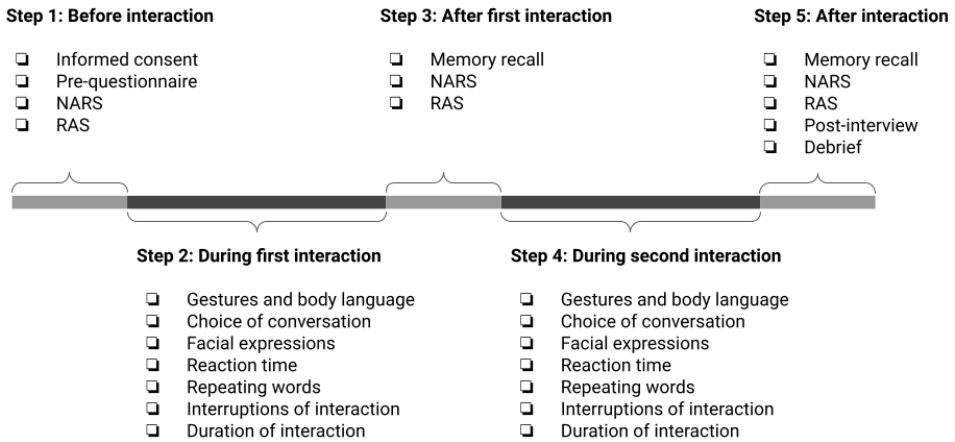 Step 1: Before interaction
Informed consent
Pre-questionnaire
NARS
RAS
Step 3: After first interaction
Memory recall
NARS
RAS
Step 5: After interaction
Memory recall
NARS
RAS
Post-interview
Debrief
Step 2: During first interaction
Gestures and body language
Choice of conversation
Facial expressions
Reaction time
Repeating words
Interruptions of interaction
Duration of interaction
Step 4: During second interaction
Gestures and body language
Choice of conversation
Facial expressions
Reaction time
Repeating words
Interruptions of interaction
Duration of interaction